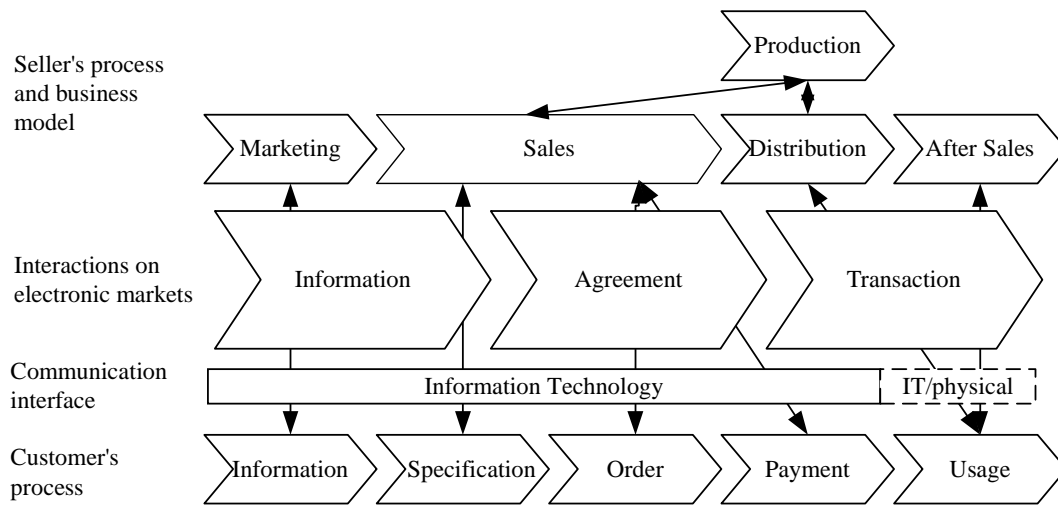 Production
Seller's process
and business
model
Marketing
Sales
Distribution
After Sales
Interactions on
electronic markets
Information
Agreement
Transaction
Communication
interface
Information Technology
IT/physical
Customer's
process
Information
Specification
Order
Payment
Usage